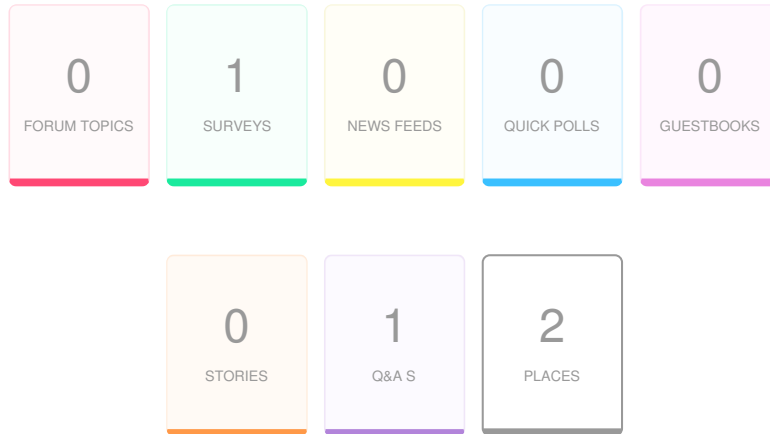 0
FORUM TOPICS
1
SURVEYS
0
NEWS FEEDS
0
QUICK POLLS
0
GUESTBOOKS
0
STORIES
1
Q&A S
2
PLACES